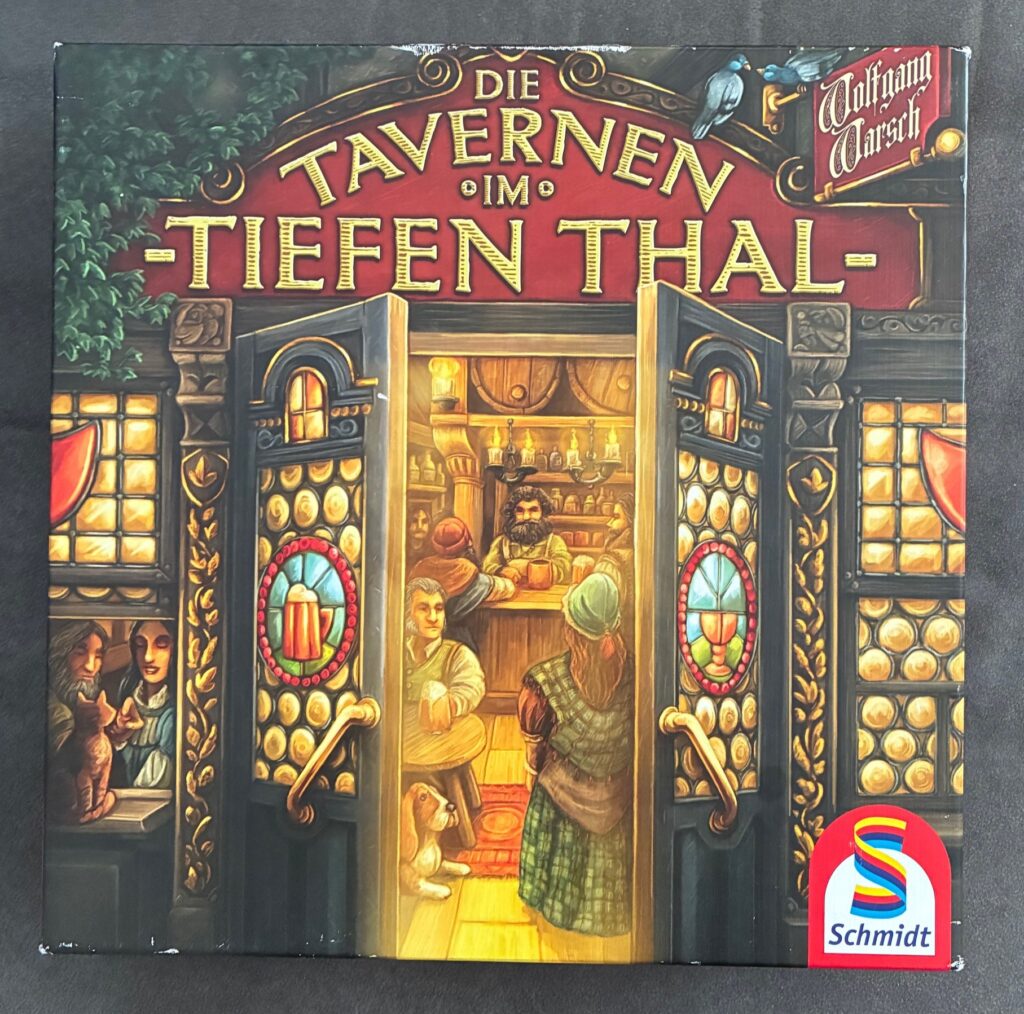 DIE
TAVERNEN
IM
-TIEFEN THAL-
Wolfgang
Warsch
Schmidt